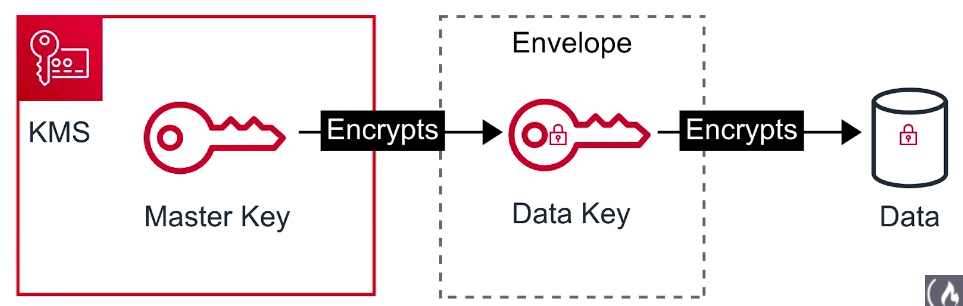 Envelope
KMS
Encrypts
Encrypts
Master Key
Data Key
Data